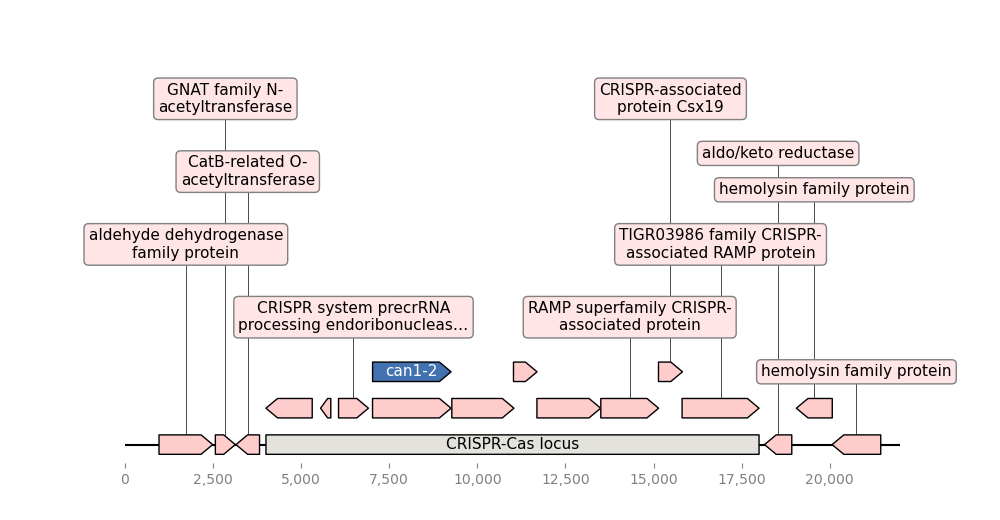 GNAT family N-
acetyltransferase
CRISPR-associated
protein Csx19
aldo/keto reductase
CatB-related O-
acetyltransferase
hemolysin family protein
aldehyde dehydrogenase
family protein
TIGR03986 family CRISPR-
associated RAMP protein
CRISPR system precrRNA
processing endoribonucleas...
RAMP superfamily CRISPR-
associated protein
can1-2
hemolysin family protein
CRISPR-Cas locus
0
2,500
5,000
7,500
10,000
12,500
15,000
17,500
20,000